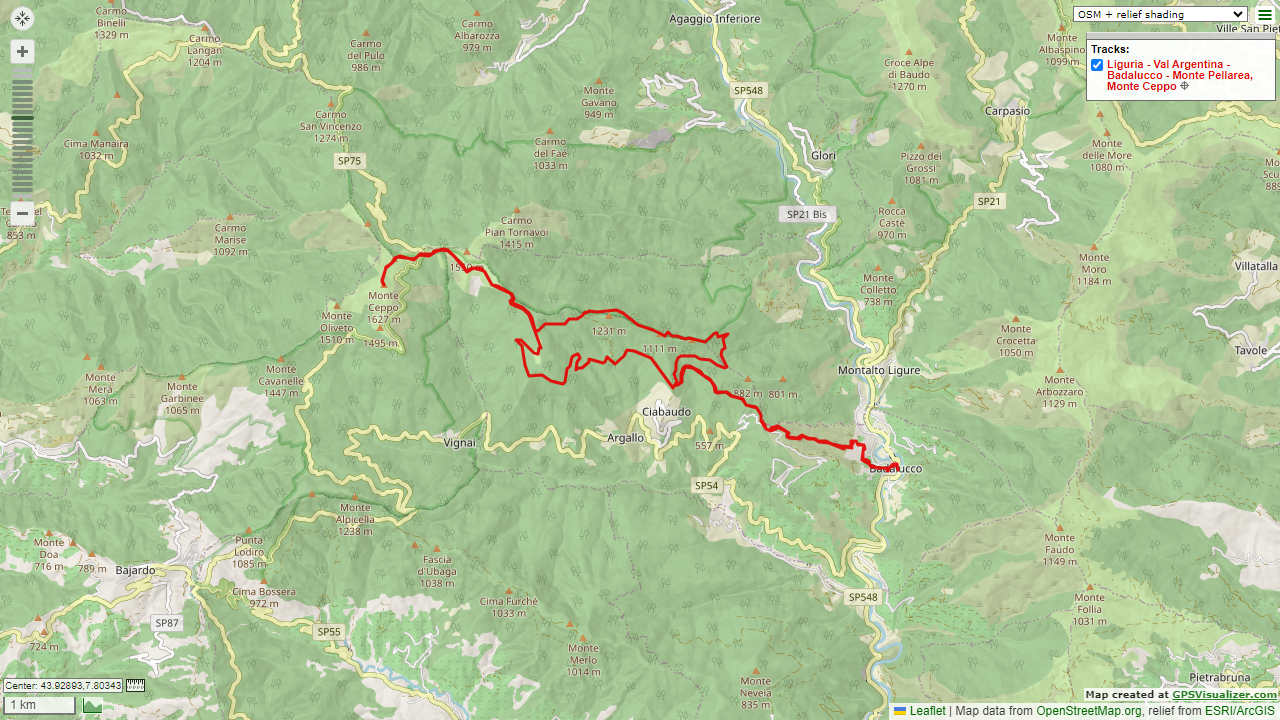 Carmo
Binelli
1329 m
Carmo
Langan
1204 m
Carmo
del Pulo
986 m
Carmo
Albenanza
979 m
Agaggio Inferiore
OSM + relief shading
Ville San Pie
Monte
Albaspino
1099 m
Tracks:
Liguria - Val Argentina -
Badalucco - Monte Pellarea,
Monte Ceppo
Croce Alpe
di Baudo
1270 m
SP548
Monte
Gavano
949 m
Carpasio
Carmo
San Vincenzo
1274 m
Cima Manaira
1032 m
Carmo
del Fae
1033 m
SP75
Glori
Pizzo dei
Grossi
1081 m
Monte
delle More
1080 m
SP21
SP21 Bis
853 m
Carmo
Marise
1092 m
Carmo
Pian Tornavoi
1415 m
Rocca
Castè
970 m
Monte
Moro
1184 m
Villatalla
Monte
Colletto
738 m
Monte
Ceppo
1627 m
Monte
Oliveto
1510 m
1495 m
1231 m
1111 m
Monte
Crocetta
1050 m
Tavole
Montalto Ligure
Monte
Cavanelle
1447 m
Monte
Mera
1063 m
Monte
Garbinee
1065 m
882 m
801 m
Monte
Arbozzaro
1129 m
Ciabaudo
Argallo
Vignai
557 m
Badalucco
SP54
Monte
Alpicella
1238 m
Monte
Doa
716 m
789 m
Bajardo
Punta
Lodiro
1085 m
Fascia
d'Ubaga
1038 m
Monte
Faudo
1149 m
Cima Bossera
972 m
Cima Furchè
1033 m
SP548
Monte
Follia
1031 m
SP87
SP55
724 m
Monte
Merlo
1014 m
Monte
Neveia
835 m
Pietrabruna
Center: 43.92893,7.80343
1 km
Map created at GPSVisualizer.com
Leaflet | Map data from OpenStreetMap.org, relief from ESRI/ArcGIS